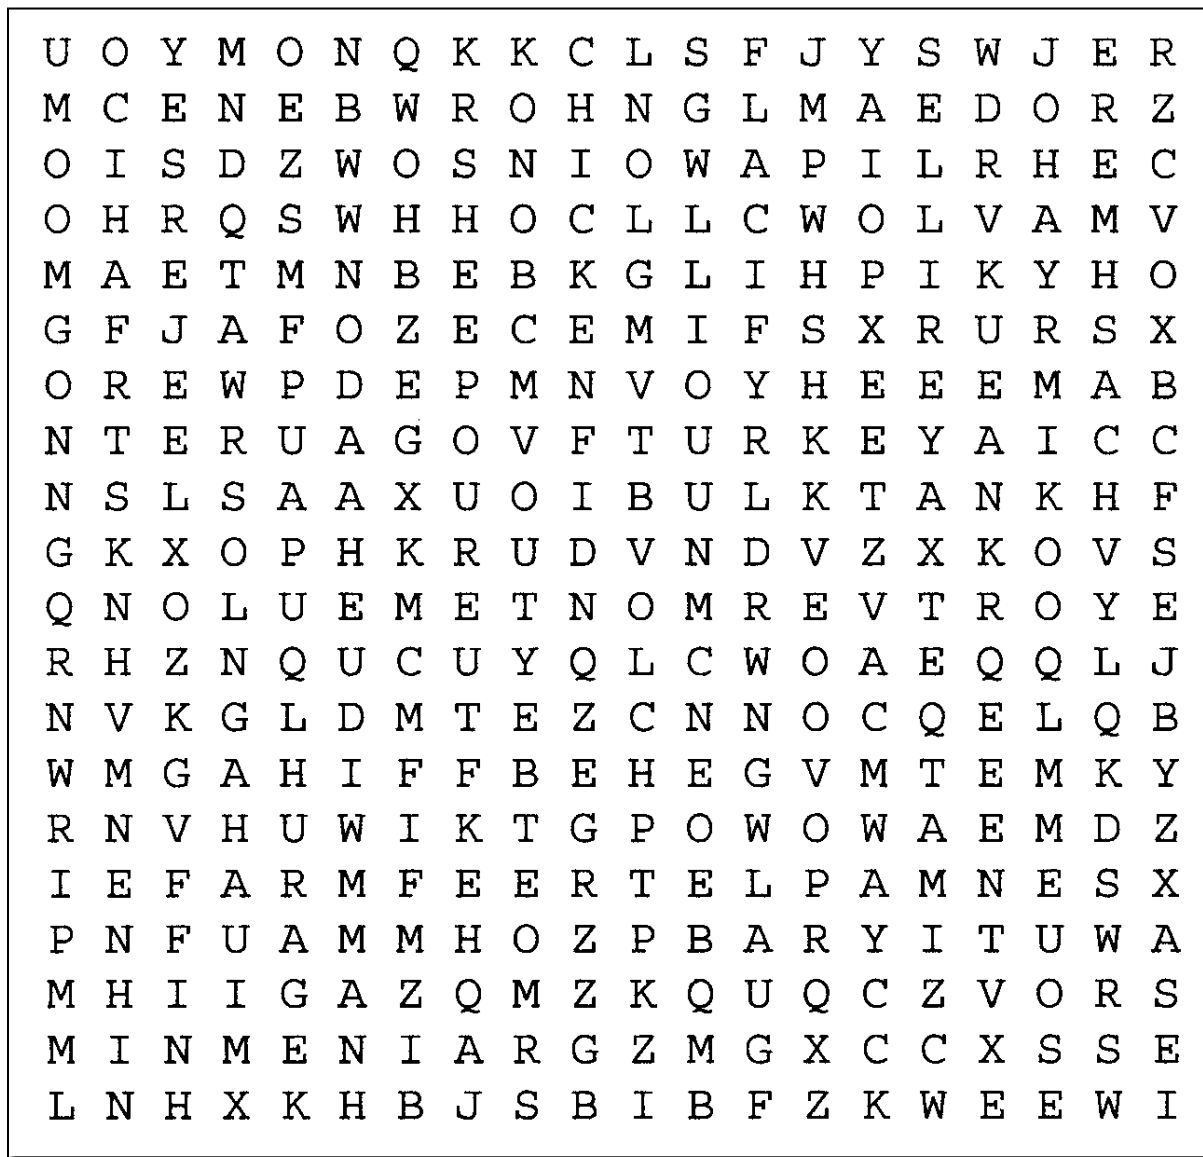 U O Y M O N Q K K C L S F J Y S W J E R
M C E N E B W R O H N G L M A E D O R Z
O I S D Z W O S N I O W A P I L R H E C
O H R Q S W H H O C L L C W O L V A M V
M A E T M N B E B K G L I H P I K Y H O
G F J A F O Z E C E M I F S X R U R S X
O R E W P D E P M N V O Y H E E E M A B
N T E R U A G O V F T U R K E Y A I C C
N S L S A A X U O I B U L K T A N K H F
G K X O P H K R U D V N D V Z X K O V S
Q N O L U E M E T N O M R E V T R O Y E
R H Z N Q U C U Y Q L C W O A E Q Q L J
N V K G L D M T E Z C N N O C Q E L Q B
W M G A H I F F B E H E G V M T E M K Y
R N V H U W I K T G P O W O W A E M D Z
I E F A R M F E E R T E L P A M N E S X
P N F U A M M H O Z P B A R Y I T U W A
M H I I G A Z Q M Z K Q U Q C Z V O R S
M I N M E N I A R G Z M G X C C X S S E
L N H X K H B J S B I B F Z K W E E W I